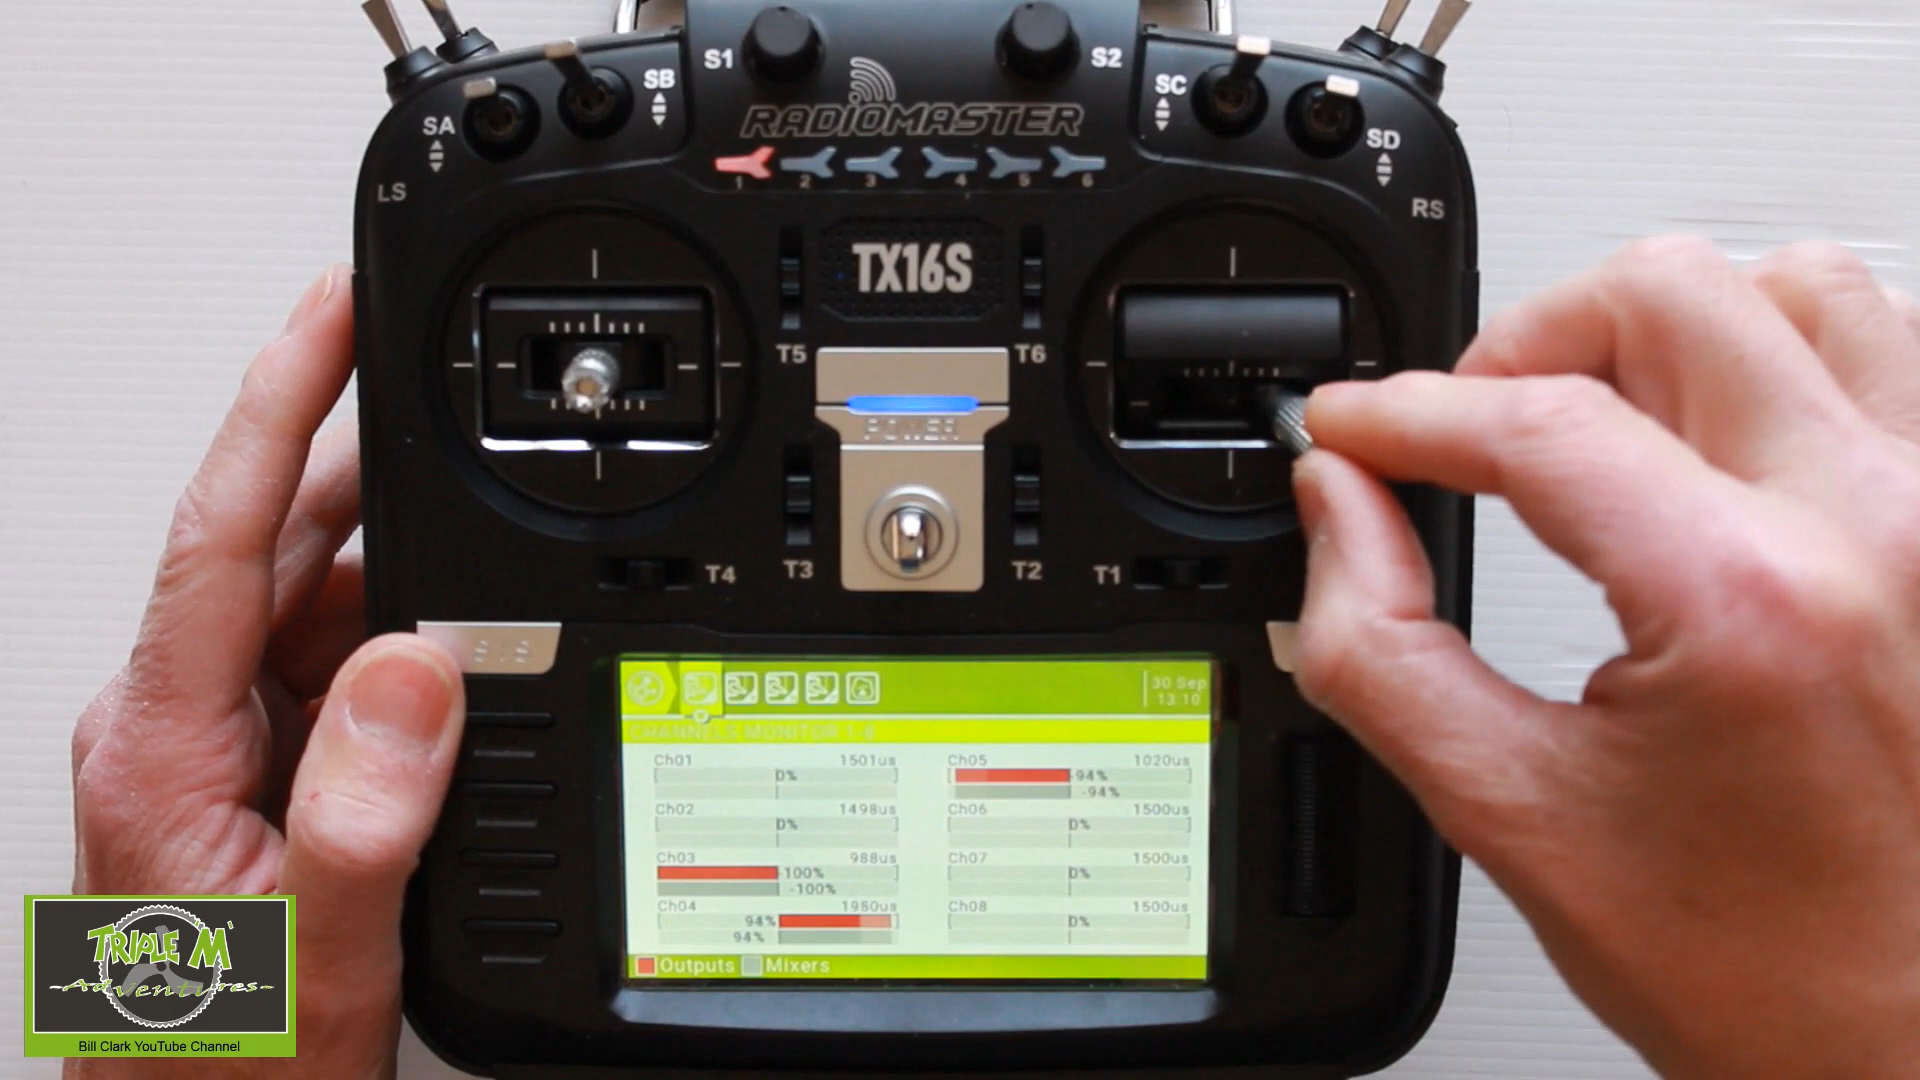 S1
S2
SB
SC
SA
SD
RADIOMASTER
1 2 3 4 5 6
LS
RS
TX16S
T5
T6
POWER
T4
T3
T2
T1
30 Sep
13:10
CHANNELS MONITOR 1-8
Ch01 1501us
0%
Ch02 1498us
0%
Ch03 988us
-100%
-100%
Ch04 1980us
94%
94%
Ch05 1020us
-94%
-94%
Ch06 1500us
0%
Ch07 1500us
0%
Ch08 1500us
0%
Outputs Mixers
TRIPLE M'
-Adventures-
Bill Clark YouTube Channel